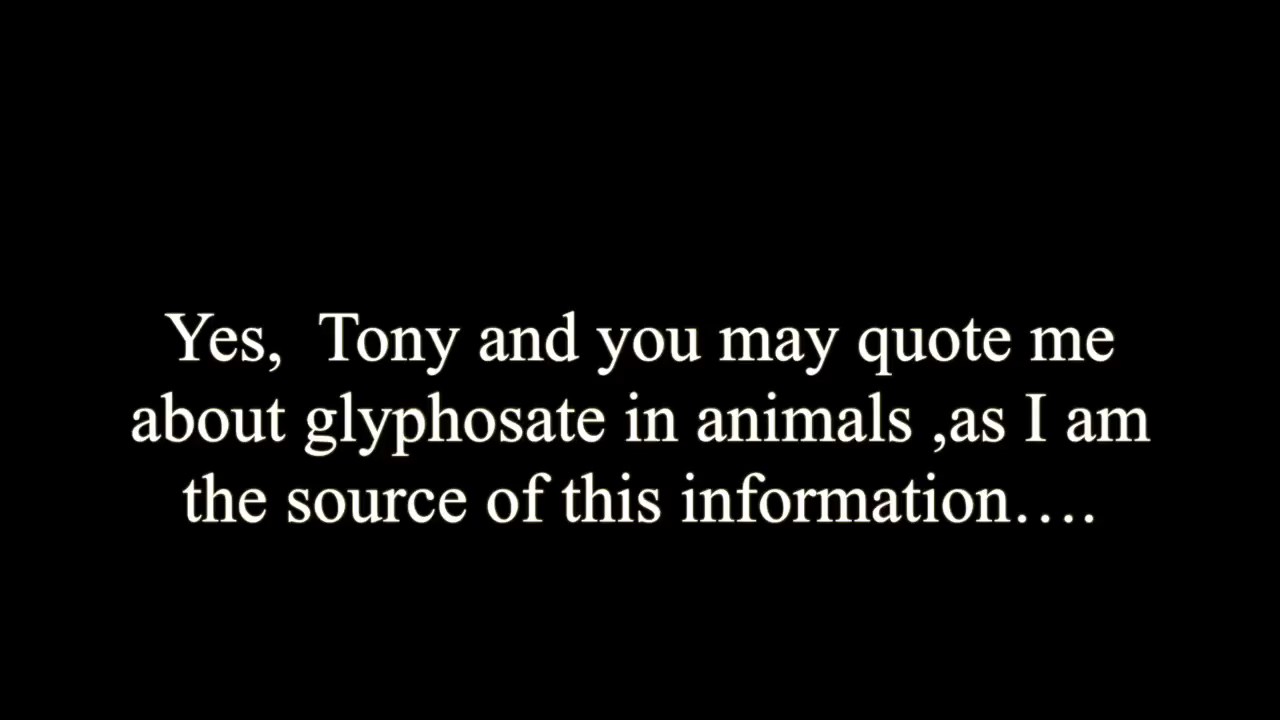 Yes,  Tony and you may quote me
about glyphosate in animals ,as I am
the source of this information….